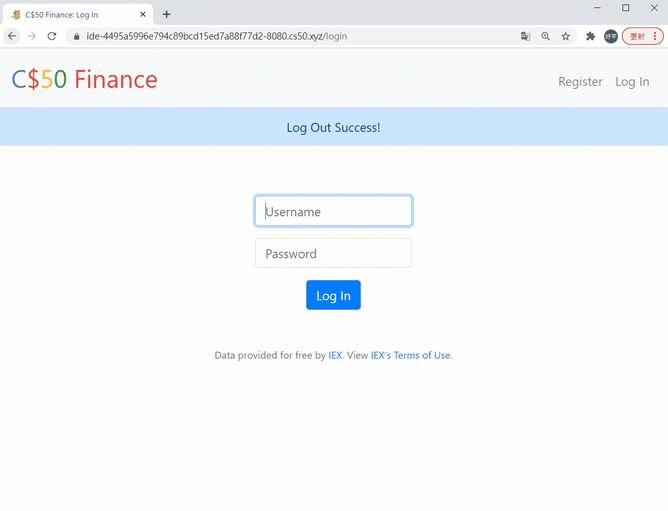 C$50 Finance: Log In
ide-4495a5996e794c89bcd15ed7a88f77d2-8080.cs50.xyz/login
更新
C$50 Finance
Register
Log In
Log Out Success!
Username
Password
Log In
Data provided for free by IEX. View IEX's Terms of Use.